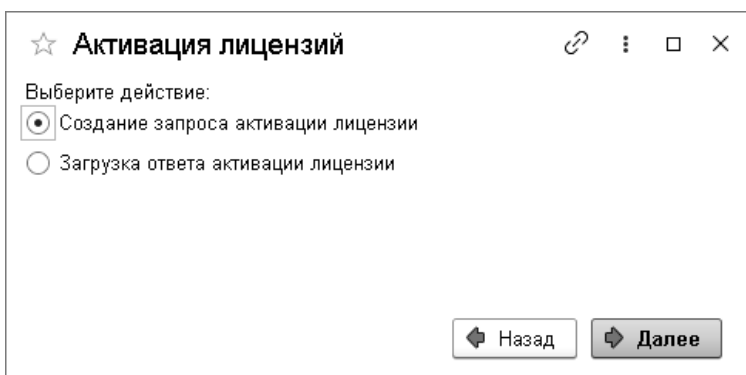 Активация лицензий
Выберите действие:
Создание запроса активации лицензии
Загрузка ответа активации лицензии
Назад
Далее